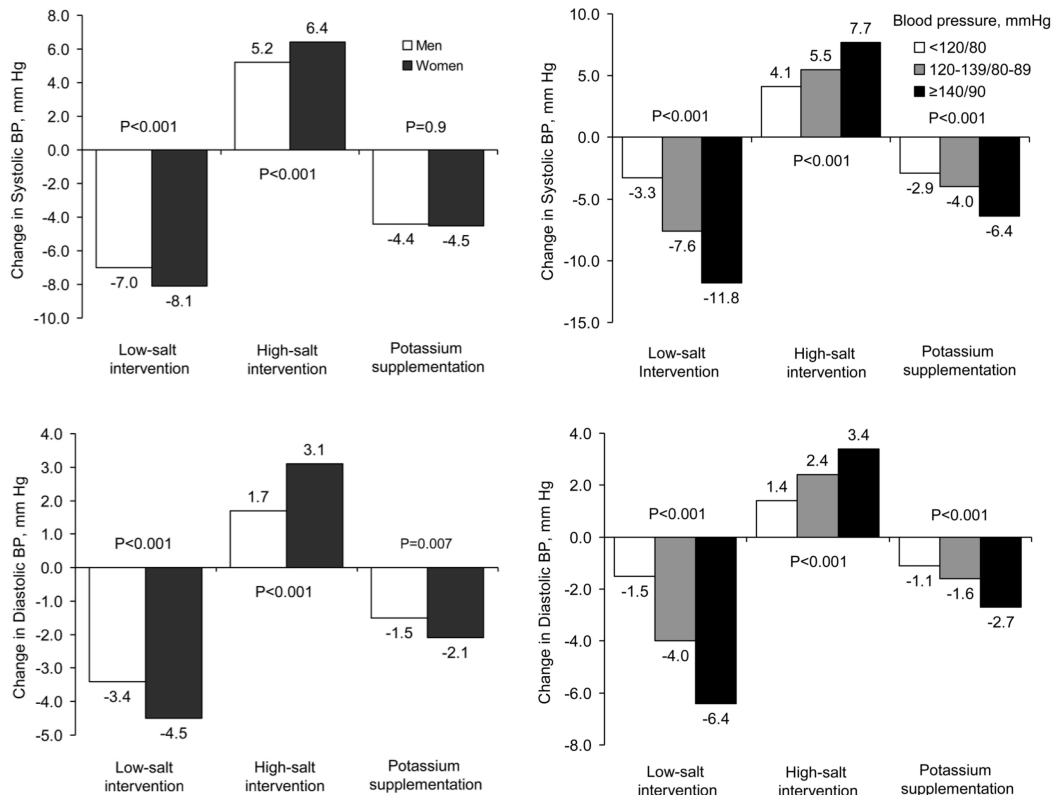 8.0
6.0
4.0
2.0
0.0
-2.0
-4.0
-6.0
-8.0
-10.0
Change in Systolic BP, mm Hg
Men
Women
5.2
6.4
P<0.001
P=0.9
P<0.001
-7.0
-8.1
-4.4
-4.5
Low-salt
intervention
High-salt
intervention
Potassium
supplementation
10.0
5.0
0.0
-5.0
-10.0
-15.0
Change in Systolic BP, mm Hg
Blood pressure, mmHg
<120/80
120-139/80-89
≥140/90
4.1
5.5
7.7
P<0.001
P<0.001
P<0.001
-3.3
-7.6
-11.8
-2.9
-4.0
-6.4
Low-salt
Intervention
High-salt
intervention
Potassium
supplementation
4.0
3.0
2.0
1.0
0.0
-1.0
-2.0
-3.0
-4.0
-5.0
Change in Diastolic BP, mm Hg
1.7
3.1
P<0.001
P=0.007
P<0.001
-3.4
-4.5
-1.5
-2.1
Low-salt
intervention
High-salt
intervention
Potassium
supplementation
4.0
2.0
0.0
-2.0
-4.0
-6.0
-8.0
Change in Diastolic BP, mm Hg
1.4
2.4
3.4
P<0.001
P<0.001
P<0.001
-1.5
-4.0
-6.4
-1.1
-1.6
-2.7
Low-salt
intervention
High-salt
intervention
Potassium
supplementation